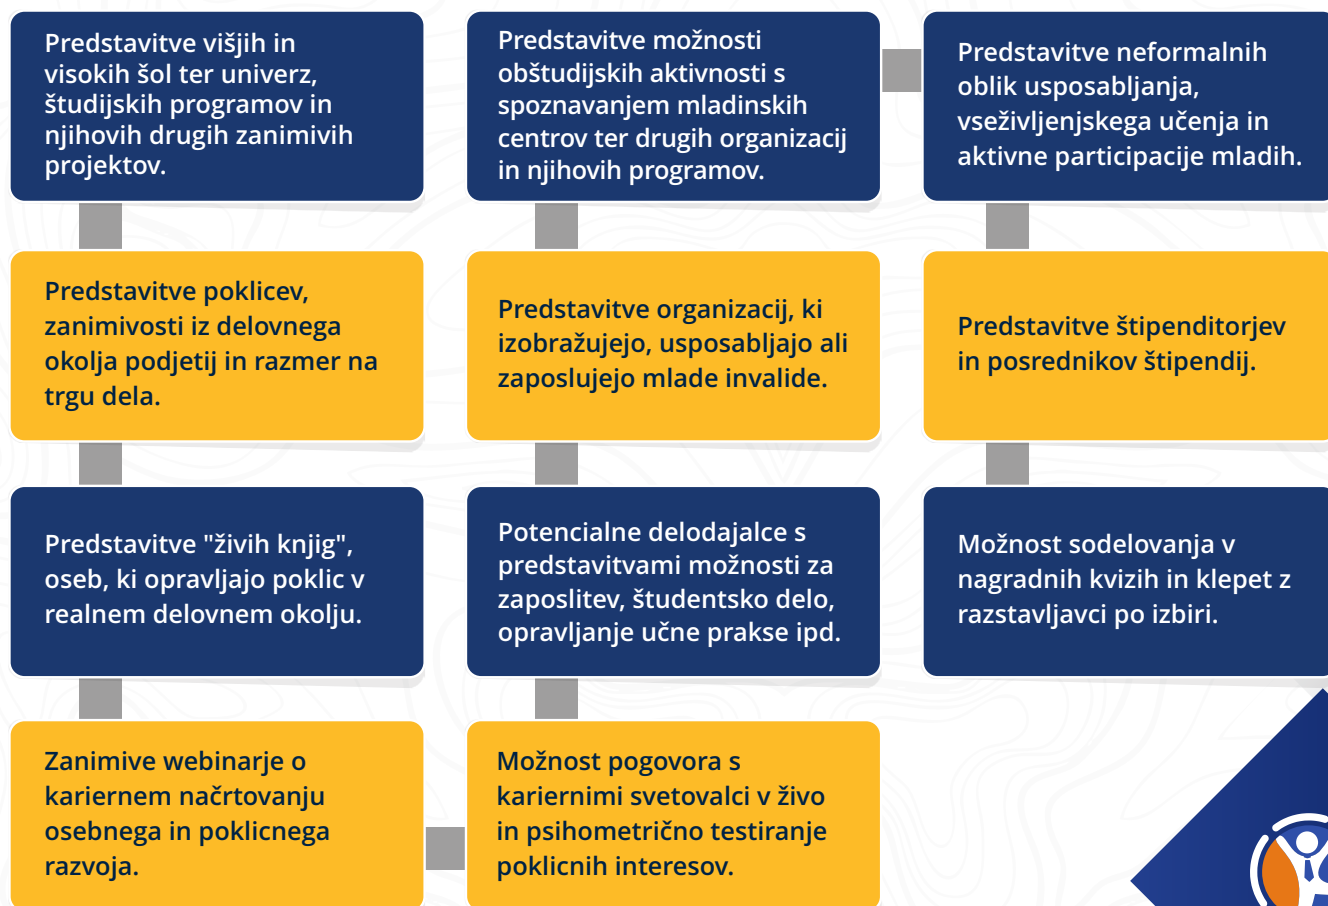 Predstavitve višjih in
visokih šol ter univerz,
študijskih programov in
njihovih drugih zanimivih
projektov.
Predstavitve poklicev,
zanimivosti iz delovnega
okolja podjetij in razmer na
trgu dela.
Predstavitve "živih knjig",
oseb, ki opravljajo poklic v
realnem delovnem okolju.
Zanimive webinarje o
kariernem načrtovanju
osebnega in poklicnega
razvoja.
Možnost pogovora s
kariernimi svetovalci v živo
in psihometrično testiranje
poklicnih interesov.
Potencialne delodajalce s
predstavitvami možnosti za
zaposlitev, študentsko delo,
opravljanje učne prakse ipd.
Predstavitve organizacij, ki
izobražujejo, usposabljajo ali
zaposlujejo mlade invalide.
Predstavitve možnosti
obštudijskih aktivnosti s
spoznavanjem mladinskih
centrov ter drugih organizacij
in njihovih programov.
Predstavitve neformalnih
oblik usposabljanja,
vseživljenjskega učenja in
aktivne participacije mladih.
Predstavitve štipenditorjev
in posrednikov štipendij.
Možnost sodelovanja v
nagradnih kvizih in klepet z
razstavljavci po izbiri.